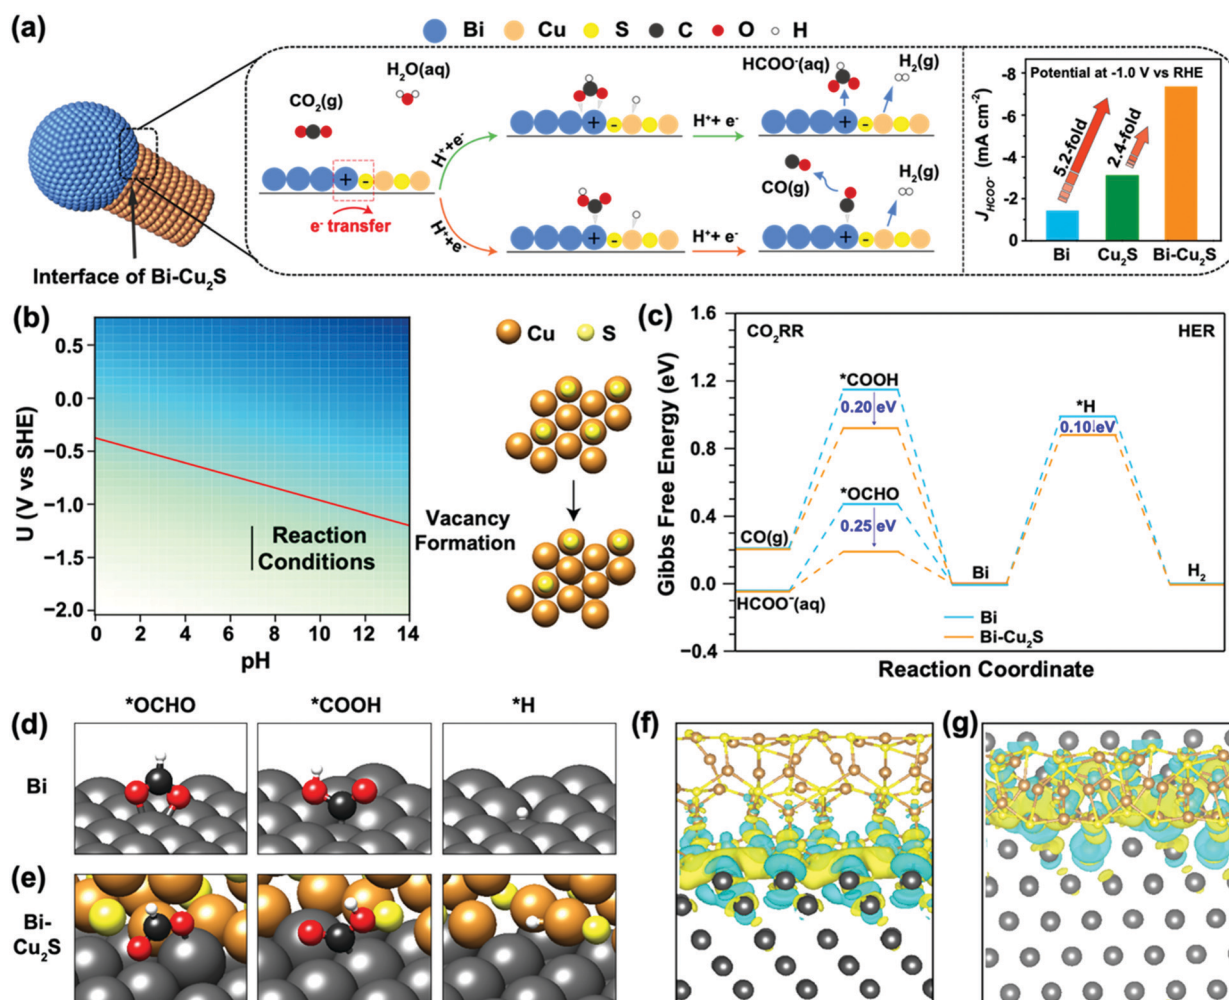 (a)
Bi Cu S C O H
H₂O(aq)
CO₂(g)
H⁺+e⁻
H⁺+ e⁻
HCOO⁻(aq)
H₂(g)
e⁻ transfer
H⁺+e⁻
H⁺+ e⁻
CO(g)
H₂(g)
+ -
+ -
+ -
+ -
+ -
Interface of Bi-Cu₂S
Potential at -1.0 V vs RHE
5.2-fold
2.4-fold
J_HCOO⁻ (mA cm⁻²)
-8
-6
-4
-2
0
Bi Cu₂S Bi-Cu₂S
(b)
U (V vs SHE)
0.5
0.0
−0.5
−1.0
−1.5
−2.0
Reaction
Conditions
0 2 4 6 8 10 12 14
pH
Cu S
Vacancy
Formation
(c)
Gibbs Free Energy (eV)
1.6
1.2
0.8
0.4
0.0
−0.4
CO₂RR HER
*COOH
0.20 eV
*H
0.10 eV
*OCHO
0.25 eV
CO(g)
HCOO⁻(aq)
Bi
H₂
Bi
Bi-Cu₂S
Reaction Coordinate
(d)
*OCHO *COOH *H
Bi
(e)
Bi-
Cu₂S
(f)
(g)